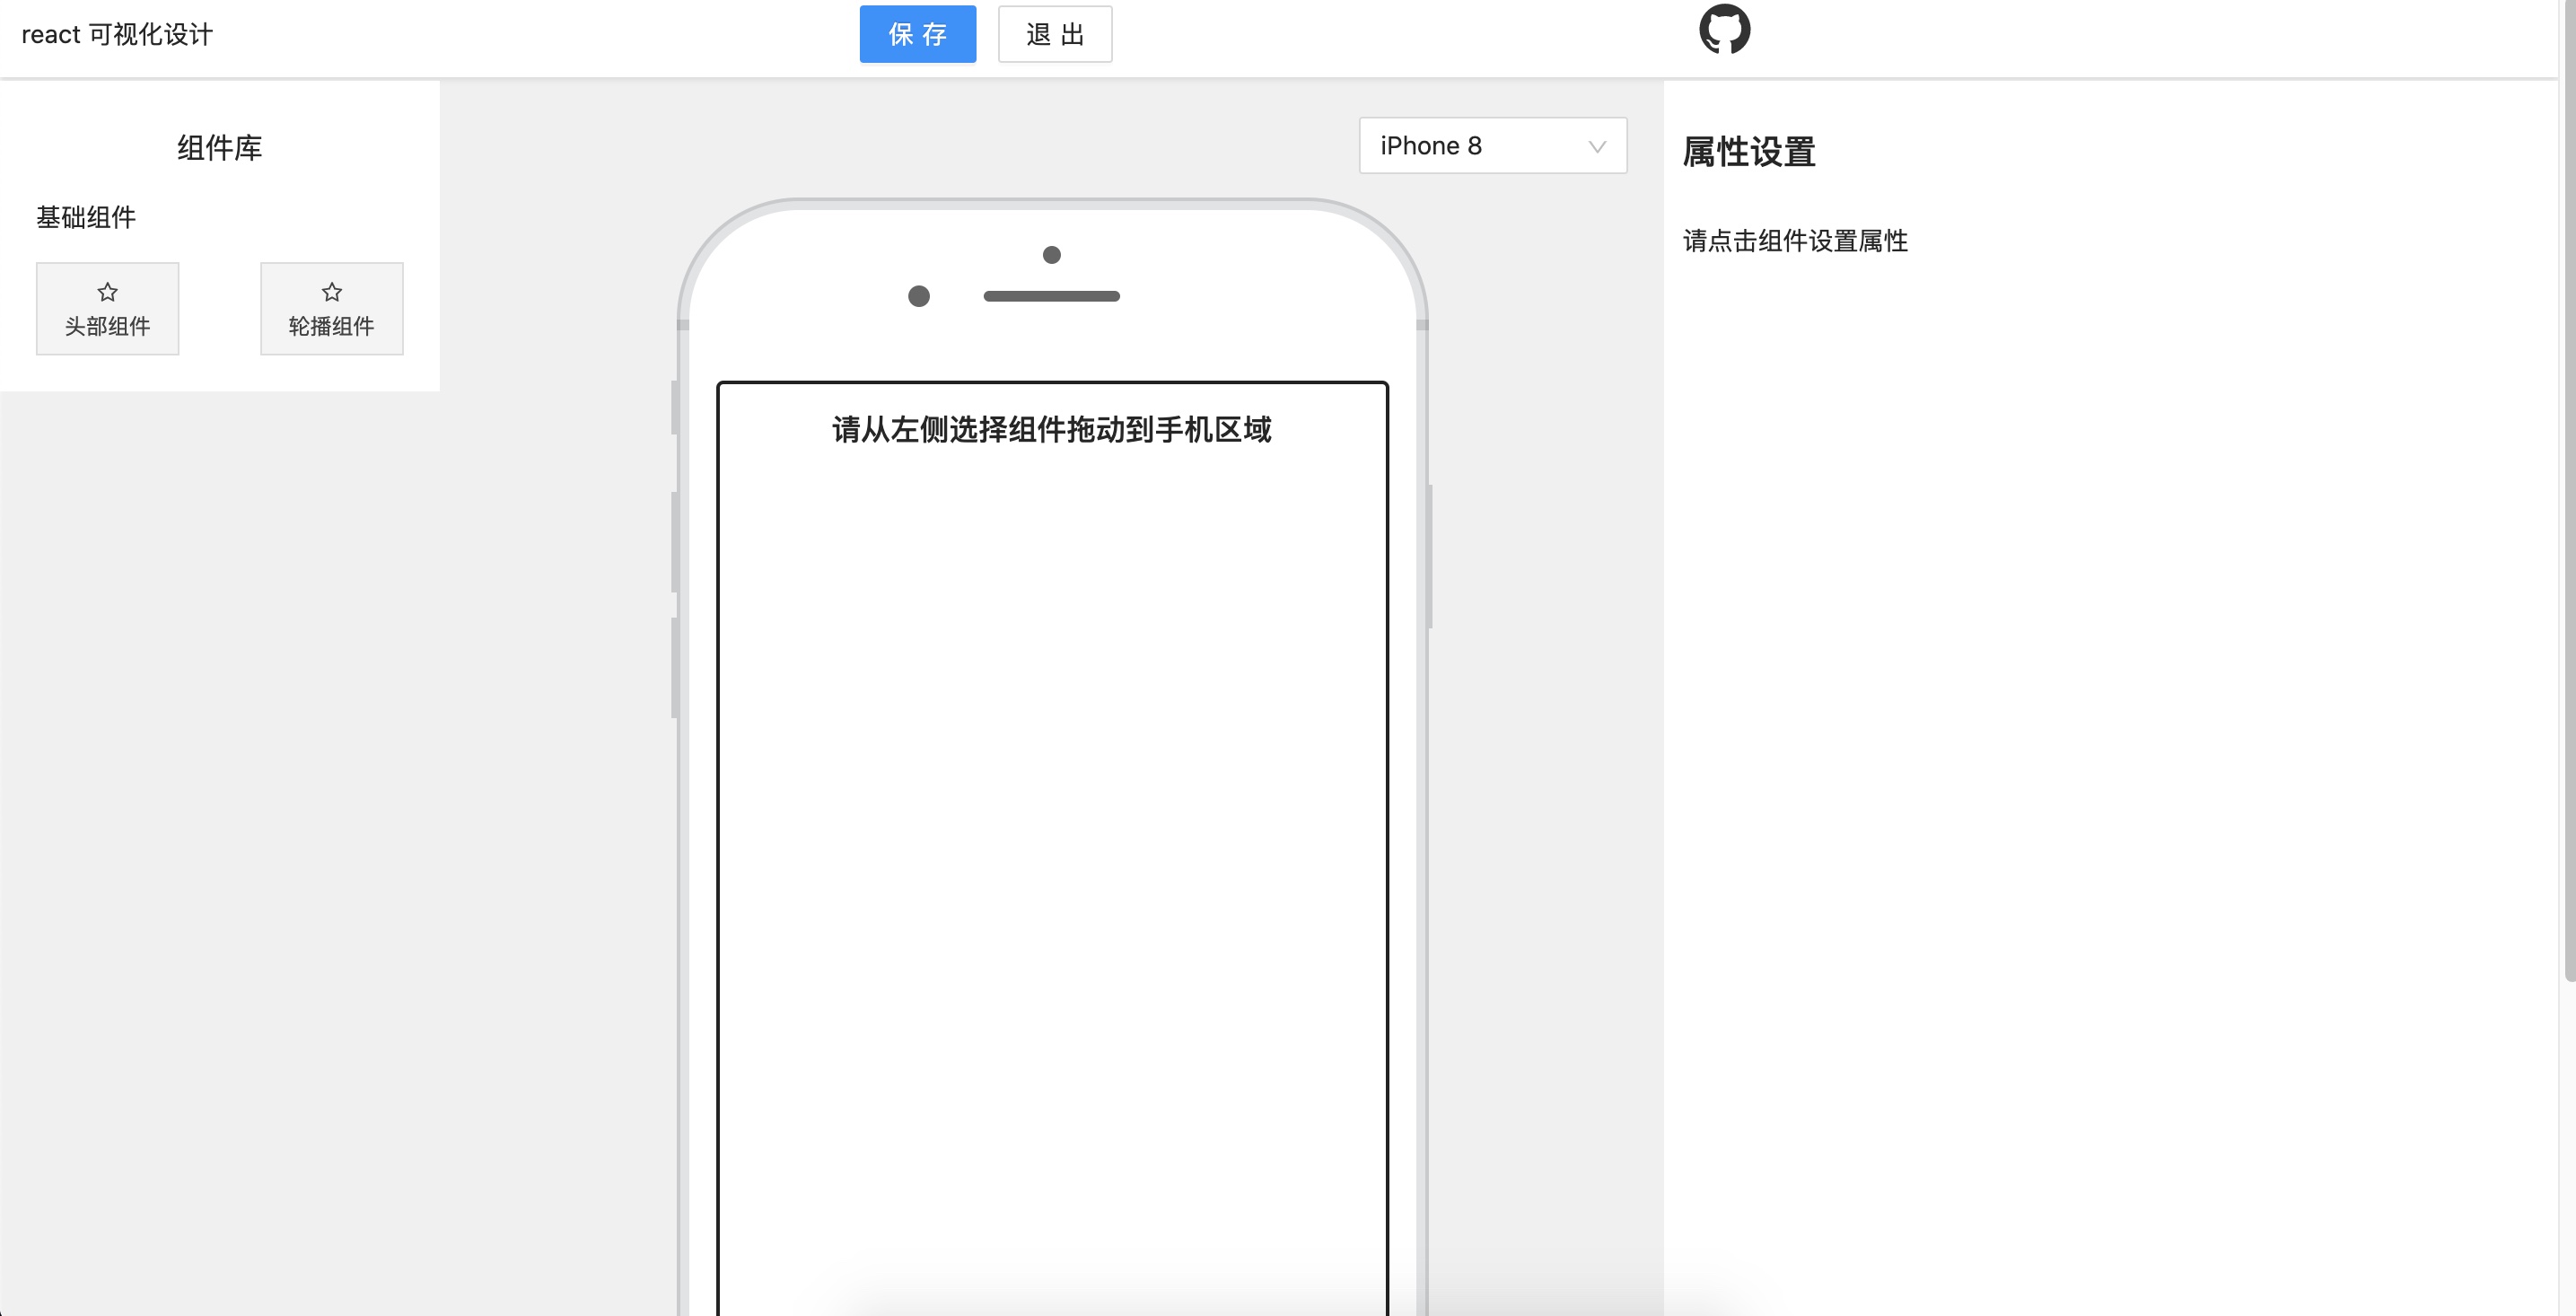 react 可视化设计
保 存
退 出
组件库
基础组件
头部组件
轮播组件
iPhone 8
请从左侧选择组件拖动到手机区域
属性设置
请点击组件设置属性